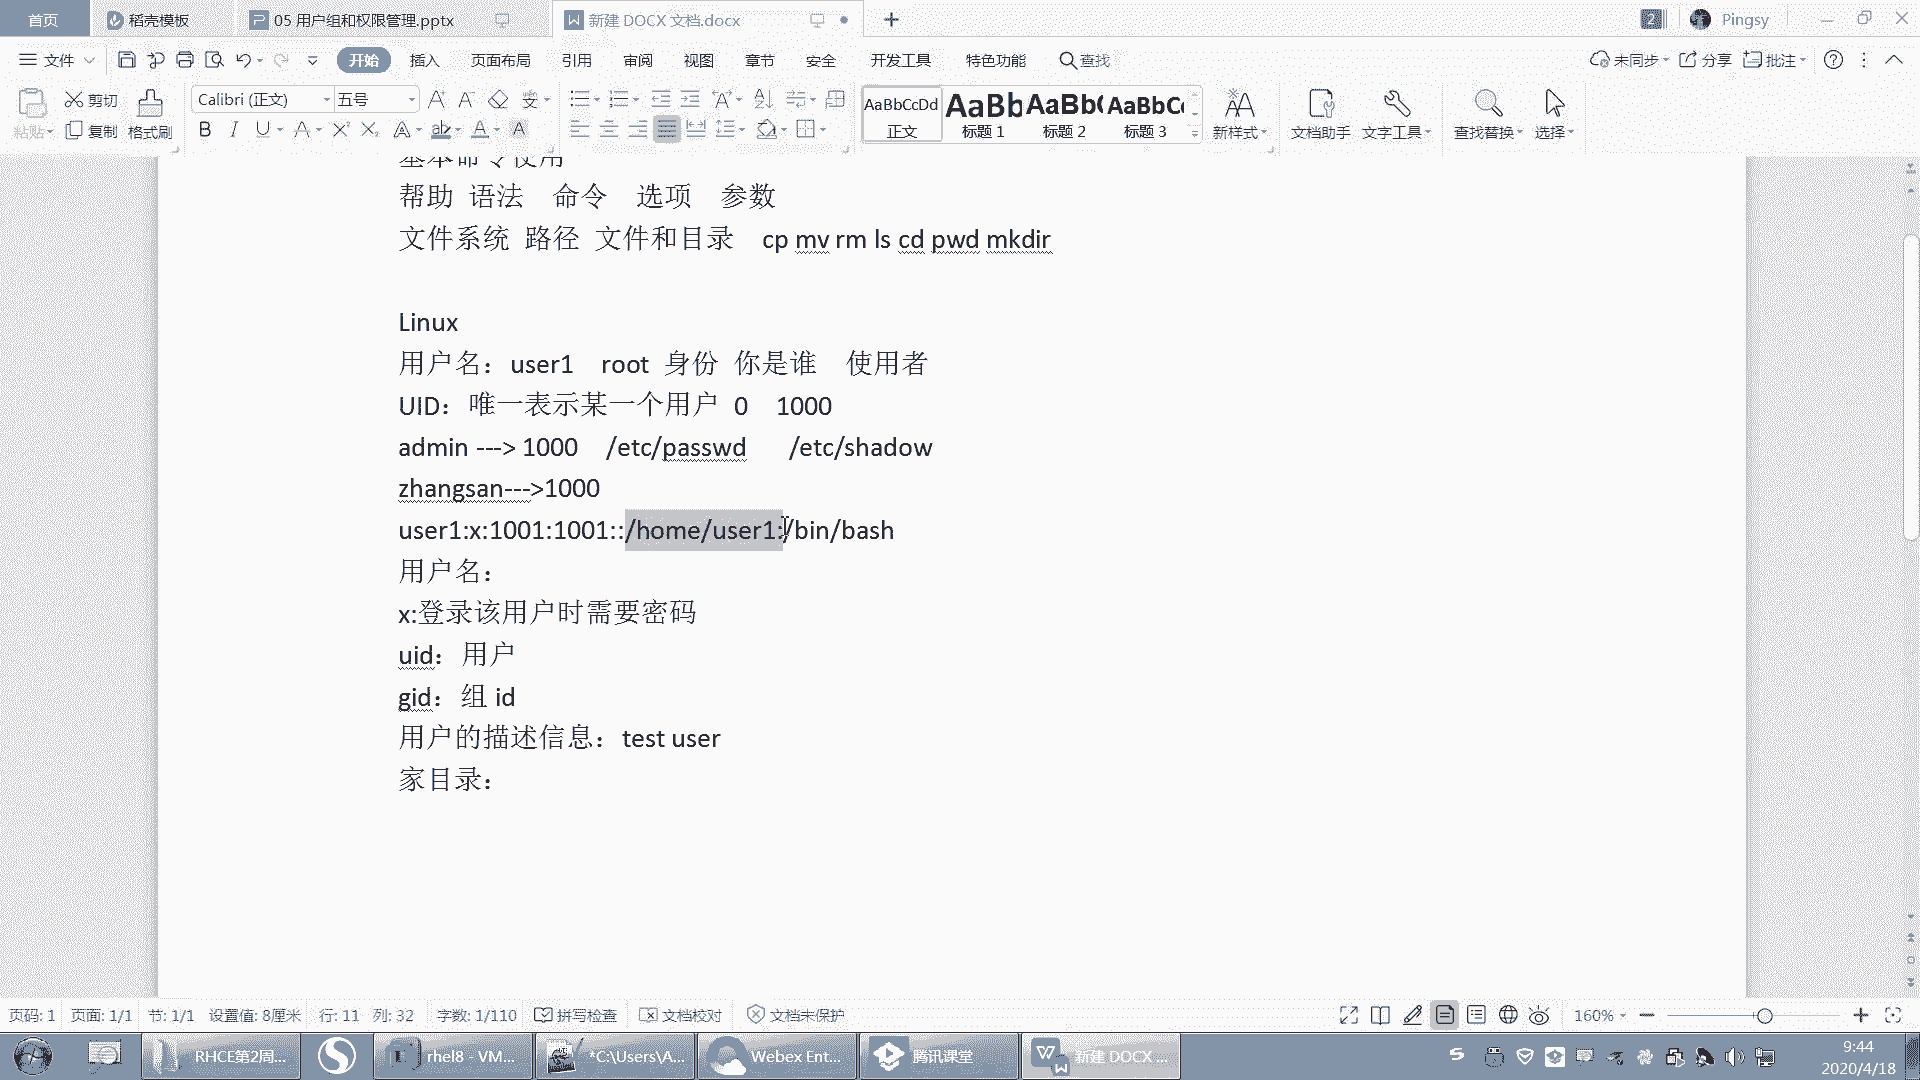 首页 稻壳模板 05 用户组和权限管理.pptx 新建 DOCX 文档.docx 2 Pingsy
文件 开始 插入 页面布局 引用 审阅 视图 章节 安全 开发工具 特色功能 查找 未同步 分享 批注
粘贴 剪切 复制 格式刷 Calibri (正文) 五号
AaBbCcDd AaBb AaBb( AaBbC
正文 标题 1 标题 2 标题 3 新样式 文档助手 文字工具 查找替换 选择
基本命令使用
帮助 语法 命令 选项 参数
文件系统 路径 文件和目录 cp mv rm ls cd pwd mkdir
Linux
用户名：user1 root 身份 你是谁 使用者
UID：唯一表示某一个用户 0 1000
admin ---> 1000 /etc/passwd /etc/shadow
zhangsan--->1000
user1:x:1001:1001::/home/user1:/bin/bash
用户名：
x:登录该用户时需要密码
uid：用户
gid：组 id
用户的描述信息：test user
家目录：
页码: 1 页面: 1/1 节: 1/1 设置值: 8厘米 行: 11 列: 32 字数: 1/110 拼写检查 文档校对 文档未保护 160%
RHCE第2周... rhel8 - VM... *C:\Users\A... Webex Ent... 腾讯课堂 新建 DOCX ... 9:44
2020/4/18